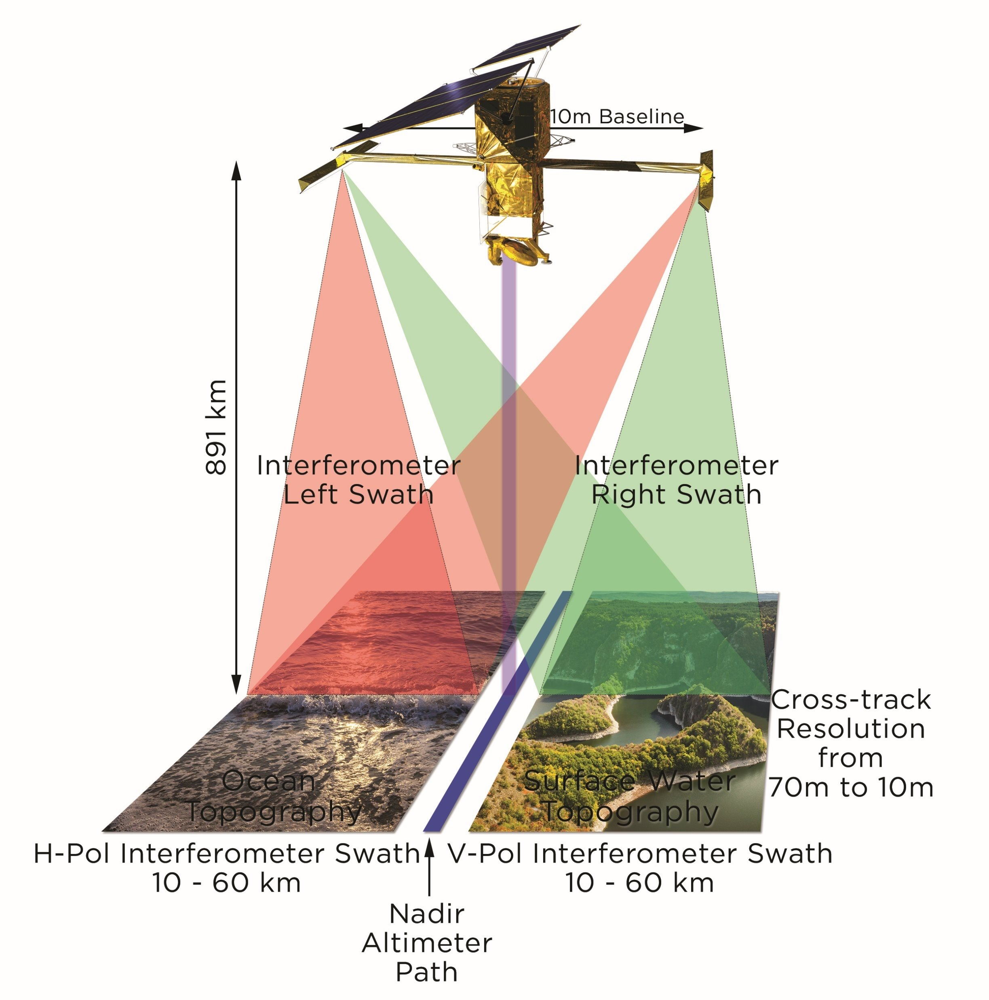 10m Baseline
891 km
Interferometer
Left Swath
Interferometer
Right Swath
Cross-track
Resolution
from
70m to 10m
Ocean
Topography
Surface Water
Topography
H-Pol Interferometer Swath
10 - 60 km
V-Pol Interferometer Swath
10 - 60 km
Nadir
Altimeter
Path